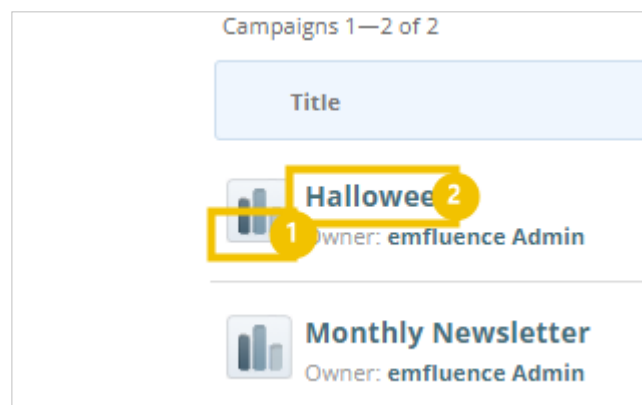 Campaigns 1—2 of 2
Title
Hallowee 2
1 Owner: emfluence Admin
Monthly Newsletter
Owner: emfluence Admin